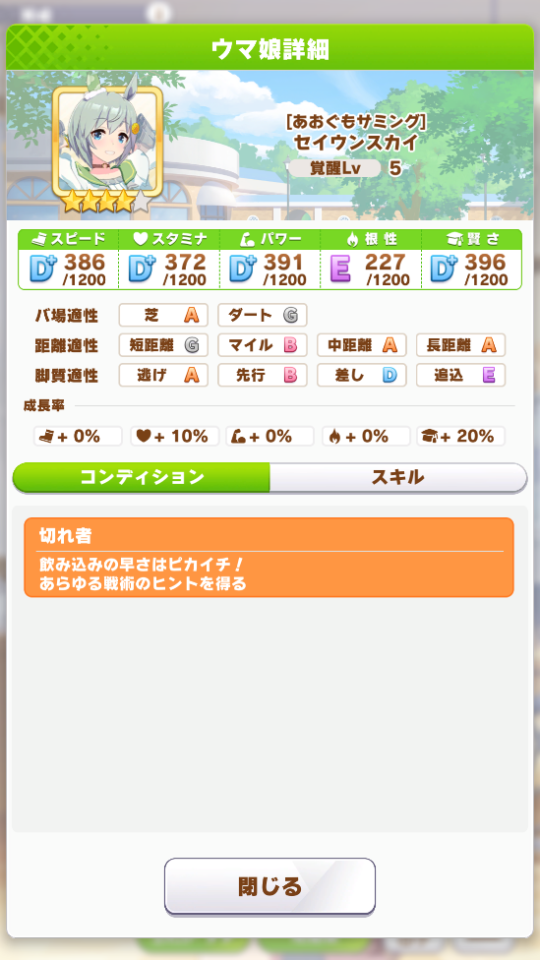 ウマ娘詳細
[あおぐもサミング]
セイウンスカイ
覚醒Lv 5
スピード スタミナ パワー 根性 賢さ
D+ 386 /1200 D+ 372 /1200 D+ 391 /1200 E 227 /1200 D+ 396 /1200
バ場適性 芝 A ダート G
距離適性 短距離 G マイル B 中距離 A 長距離 A
脚質適性 逃げ A 先行 B 差し D 追込 E
成長率
+ 0% + 10% + 0% + 0% + 20%
コンディション スキル
切れ者
飲み込みの早さはピカイチ！
あらゆる戦術のヒントを得る
閉じる